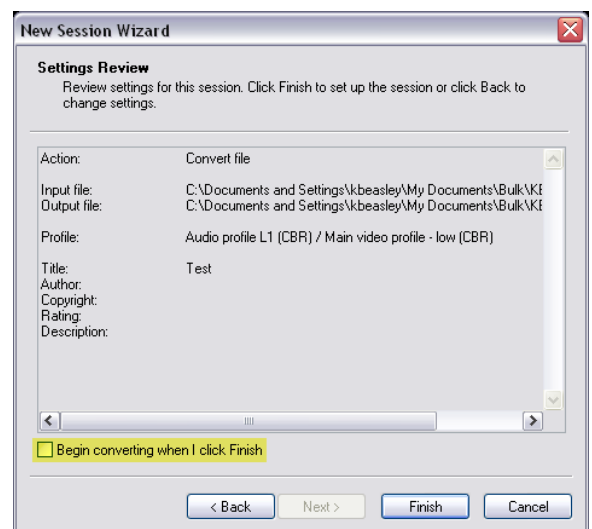 New Session Wizard
Settings Review
Review settings for this session. Click Finish to set up the session or click Back to
change settings.
Action: Convert file
Input file: C:\Documents and Settings\kbeasley\My Documents\Bulk\KE
Output file: C:\Documents and Settings\kbeasley\My Documents\Bulk\KE
Profile: Audio profile L1 (CBR) / Main video profile - low (CBR)
Title: Test
Author:
Copyright:
Rating:
Description:
Begin converting when I click Finish
< Back Next > Finish Cancel